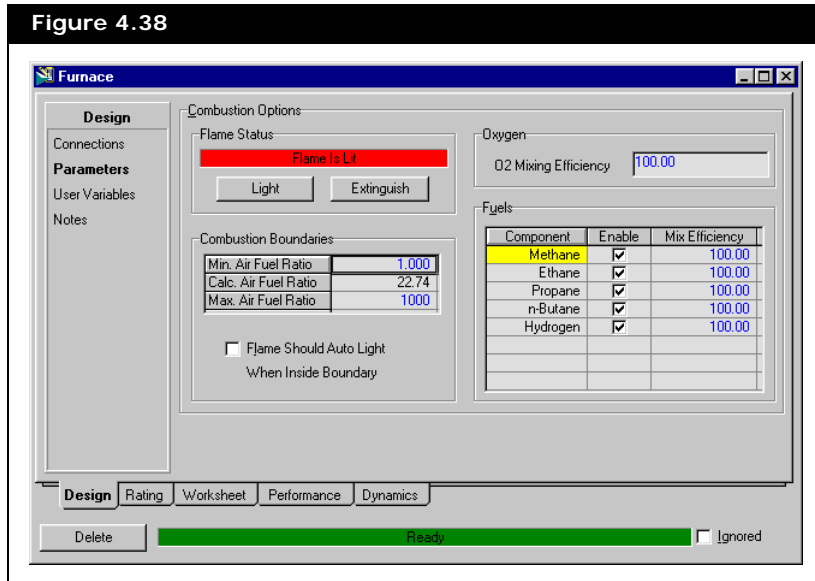 Figure 4.38
Furnace
Design
Connections
Parameters
User Variables
Notes
Combustion Options
Flame Status
Flame Is Lit
Light Extinguish
Combustion Boundaries
Min. Air Fuel Ratio 1.000
Calc. Air Fuel Ratio 22.74
Max. Air Fuel Ratio 1000
Flame Should Auto Light
When Inside Boundary
Oxygen
O2 Mixing Efficiency 100.00
Fuels
Component Enable Mix Efficiency
Methane 100.00
Ethane 100.00
Propane 100.00
n-Butane 100.00
Hydrogen 100.00
Design Rating Worksheet Performance Dynamics
Delete Ready Ignored